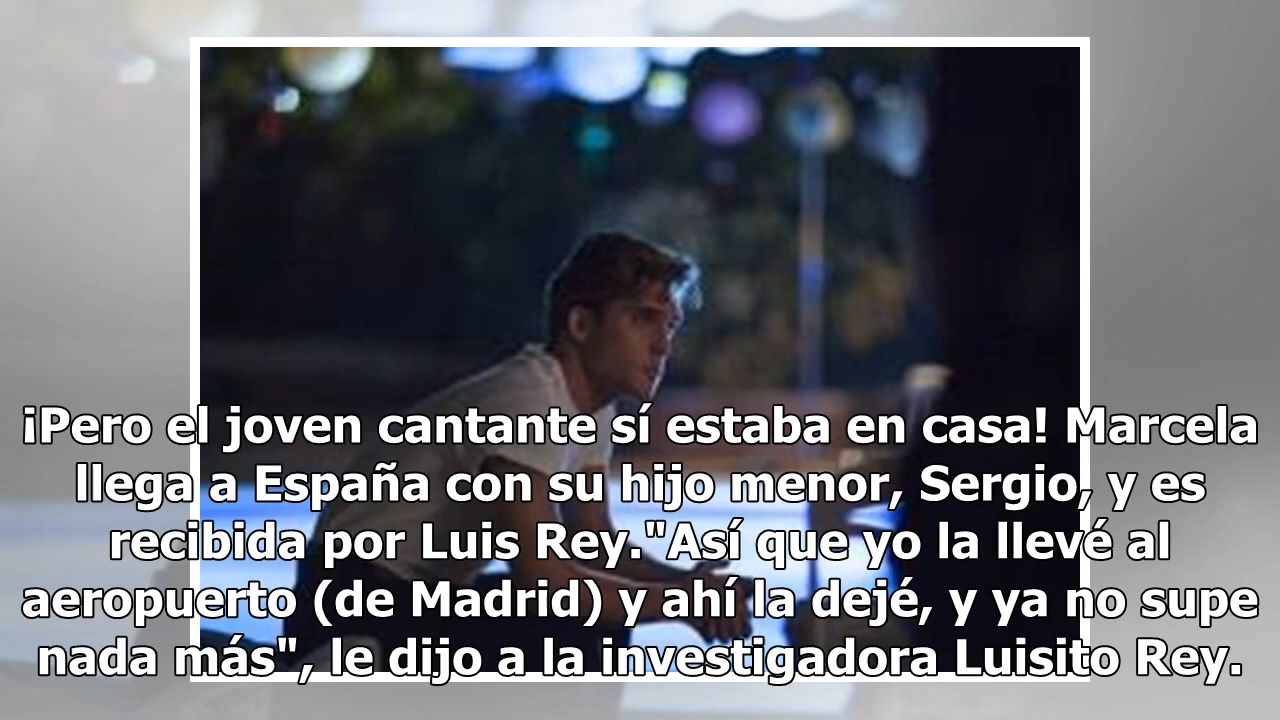 ¡Pero el joven cantante sí estaba en casa! Marcela
llega a España con su hijo menor, Sergio, y es
recibida por Luis Rey."Así que yo la llevé al
aeropuerto (de Madrid) y ahí la dejé, y ya no supe
nada más", le dijo a la investigadora Luisito Rey.